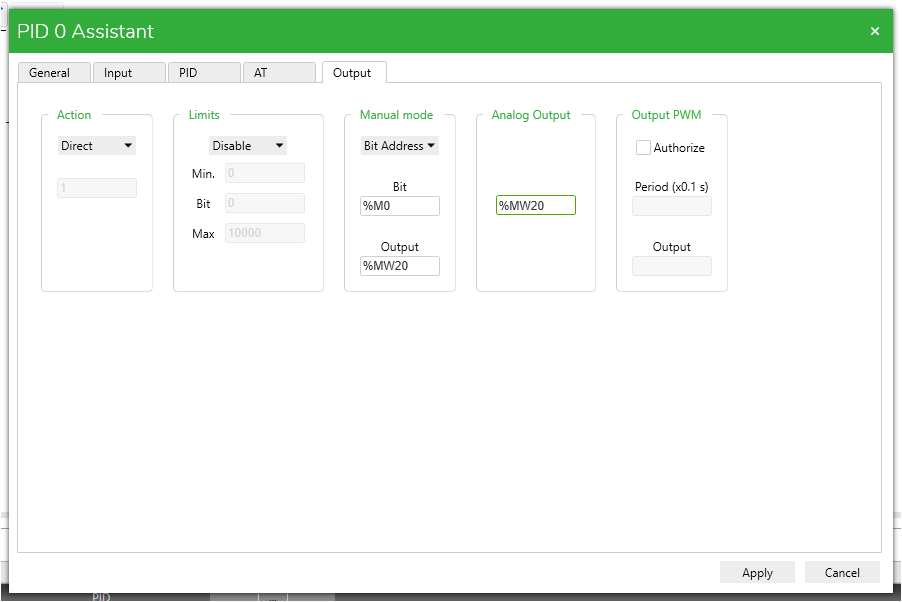 PID 0 Assistant
General
Input
PID
AT
Output
Action
Direct
1
Limits
Disable
Min.
0
Bit
0
Max
10000
Manual mode
Bit Address
Bit
%M0
Output
%MW20
Analog Output
%MW20
Output PWM
Authorize
Period (x0.1 s)
Output
Apply
Cancel
PID